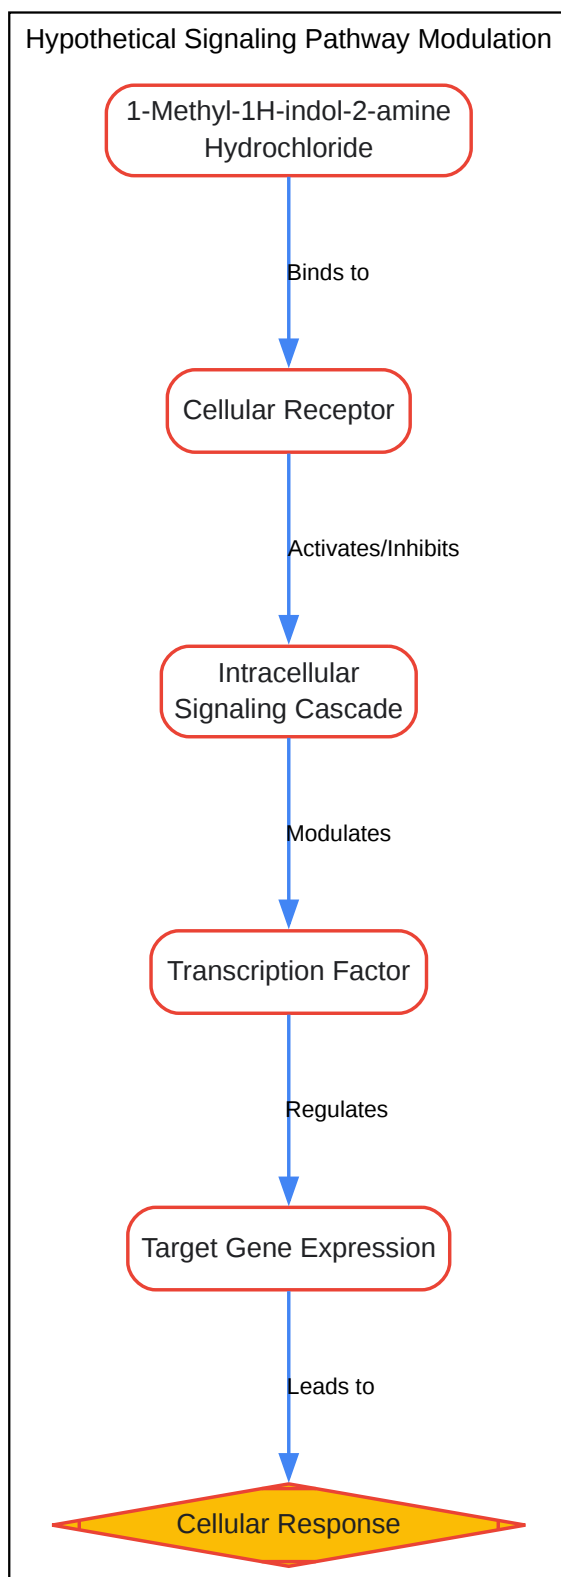 Hypothetical Signaling Pathway Modulation
1-Methyl-1H-indol-2-amine
Hydrochloride
Binds to
Cellular Receptor
Activates/Inhibits
Intracellular
Signaling Cascade
Modulates
Transcription Factor
Regulates
Target Gene Expression
Leads to
Cellular Response